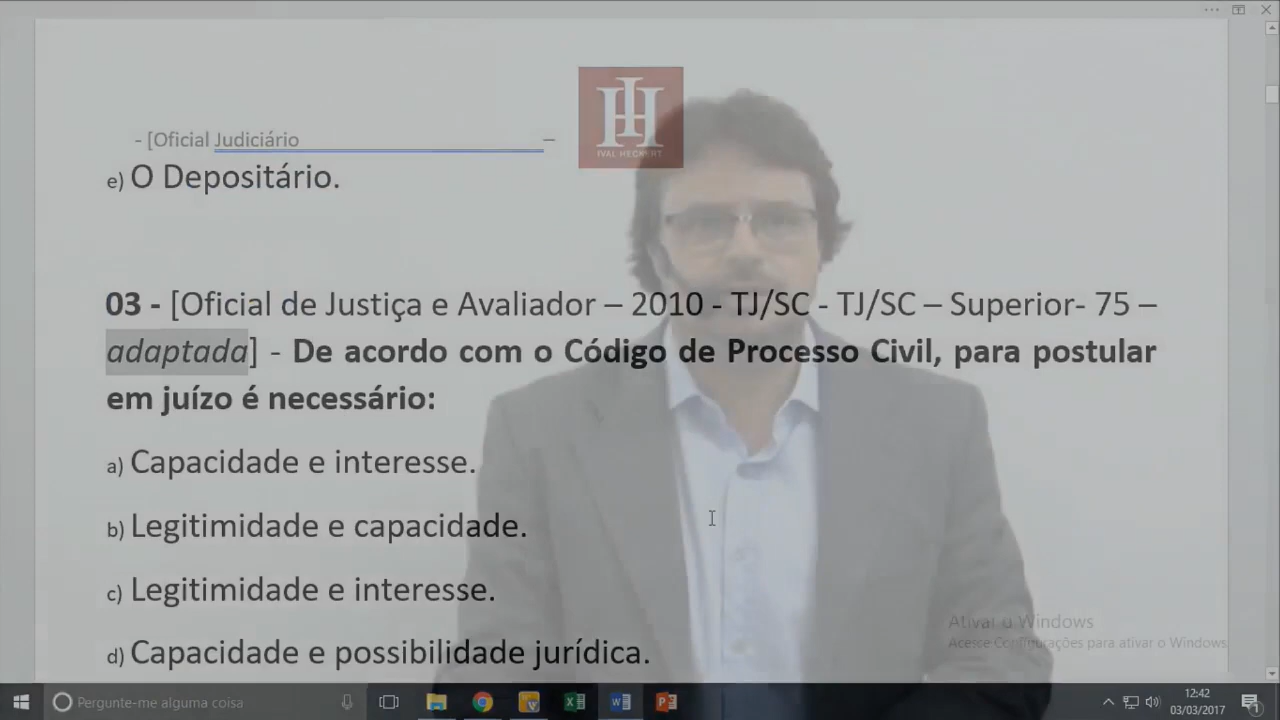 IVAL HECKERT
- [Oficial Judiciário –
e) O Depositário.
03 - [Oficial de Justiça e Avaliador – 2010 - TJ/SC - TJ/SC – Superior- 75 –
adaptada] - De acordo com o Código de Processo Civil, para postular
em juízo é necessário:
a) Capacidade e interesse.
b) Legitimidade e capacidade.
c) Legitimidade e interesse.
d) Capacidade e possibilidade jurídica.
Ativar o Windows
Acesse Configurações para ativar o Windows.
Pergunte-me alguma coisa
12:42
03/03/2017